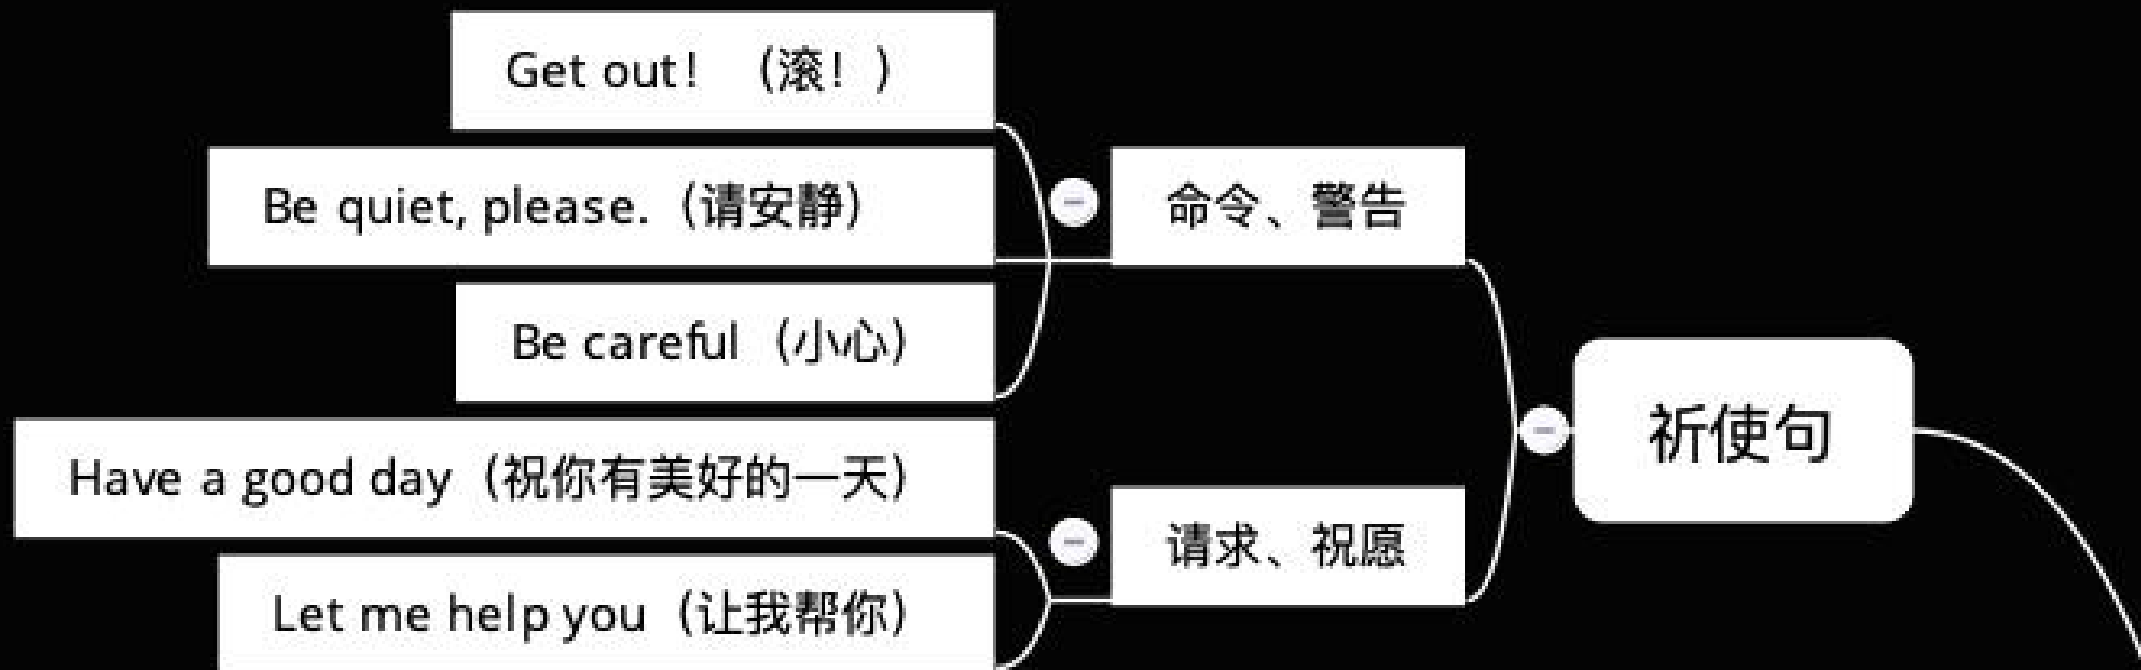 Get out! （滚！）
Be quiet, please.（请安静）
Be careful（小心）
命令、警告
Have a good day（祝你有美好的一天）
Let me help you（让我帮你）
请求、祝愿
祈使句